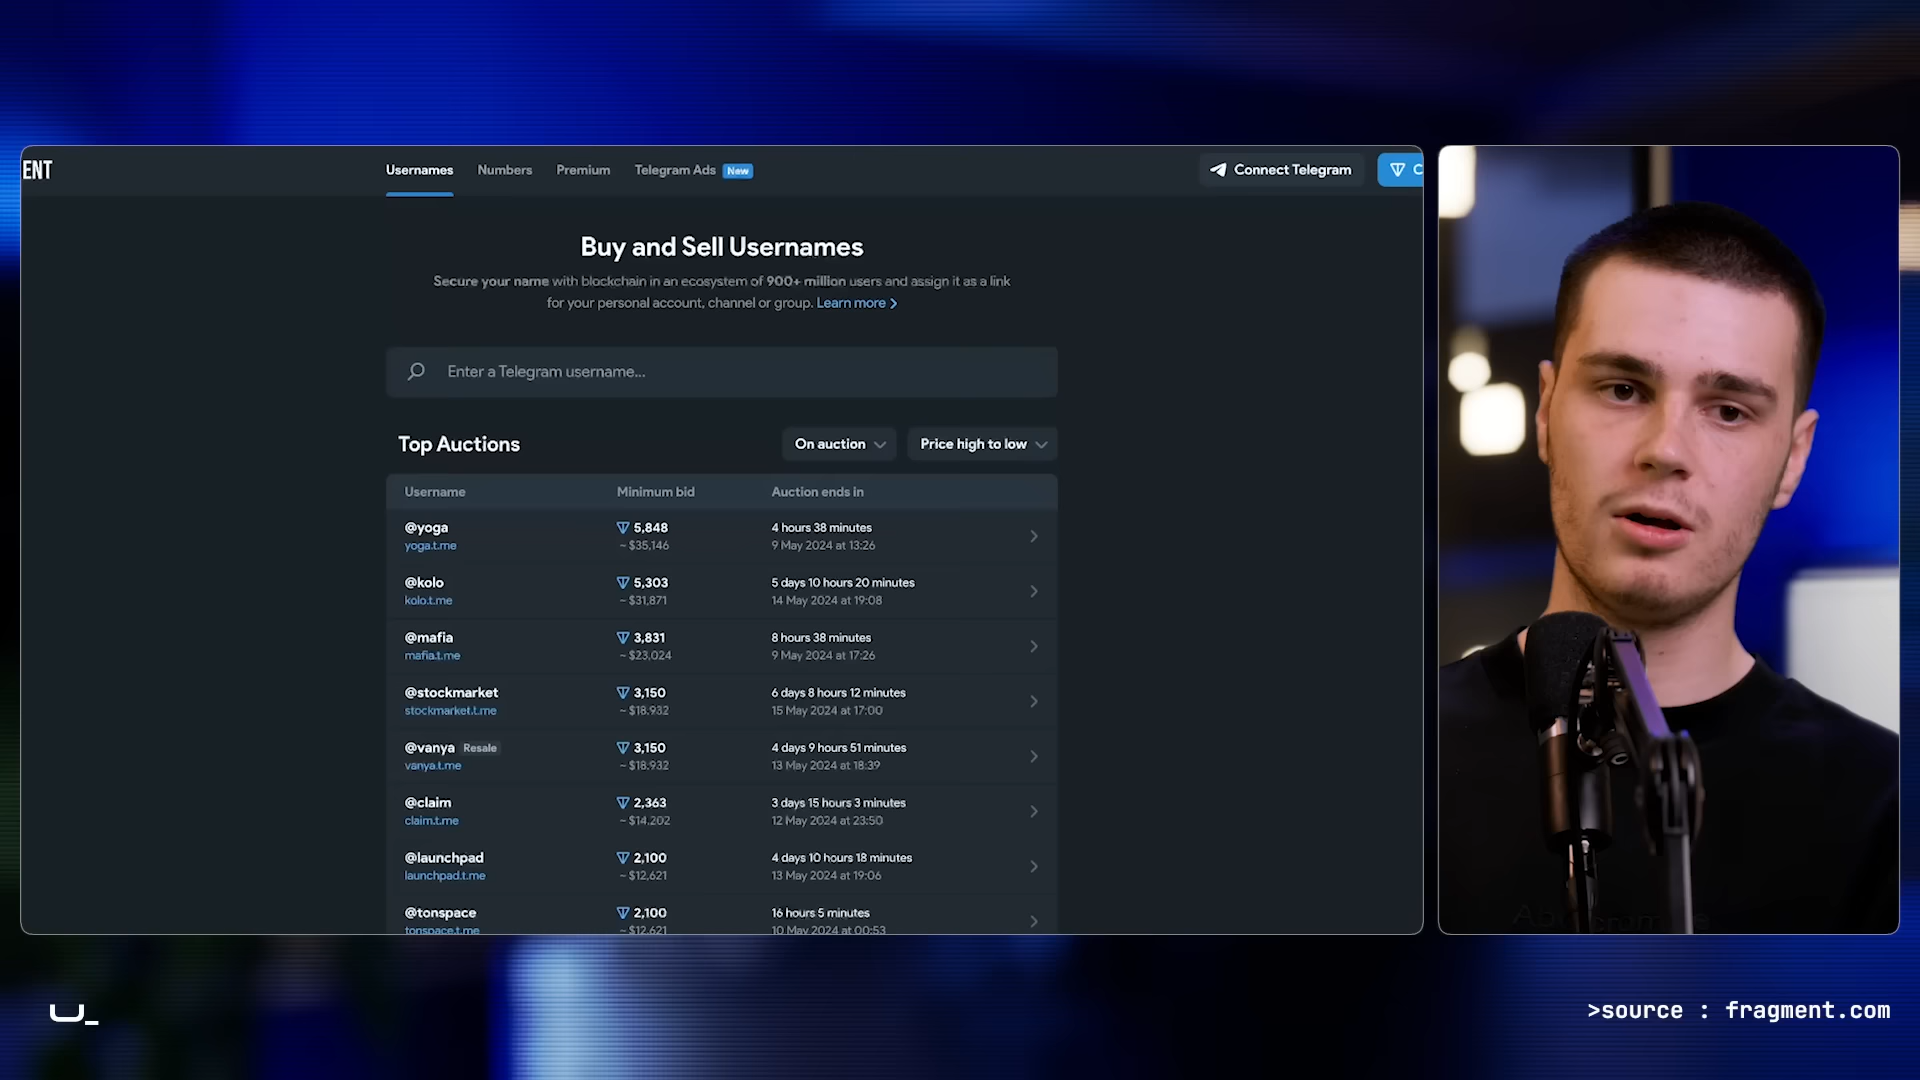 ENT
Usernames
Numbers
Premium
Telegram Ads New
Connect Telegram
C
Buy and Sell Usernames
Secure your name with blockchain in an ecosystem of 900+ million users and assign it as a link
for your personal account, channel or group. Learn more >
Enter a Telegram username...
Top Auctions
On auction
Price high to low
Username Minimum bid Auction ends in
@yoga 5,848 4 hours 38 minutes
yoga.t.me ~ $35,146 9 May 2024 at 13:26
@kolo 5,303 5 days 10 hours 20 minutes
kolo.t.me ~ $31,871 14 May 2024 at 19:08
@mafia 3,831 8 hours 38 minutes
mafia.t.me ~ $23,024 9 May 2024 at 17:26
@stockmarket 3,150 6 days 8 hours 12 minutes
stockmarket.t.me ~ $18,932 15 May 2024 at 17:00
@vanya Resale 3,150 4 days 9 hours 51 minutes
vanya.t.me ~ $18,932 13 May 2024 at 18:39
@claim 2,363 3 days 15 hours 3 minutes
claim.t.me ~ $14,202 12 May 2024 at 23:50
@launchpad 2,100 4 days 10 hours 18 minutes
launchpad.t.me ~ $12,621 13 May 2024 at 19:06
@tonspace 2,100 16 hours 5 minutes
tonspace.t.me ~ $12,621 10 May 2024 at 00:53
>source : fragment.com